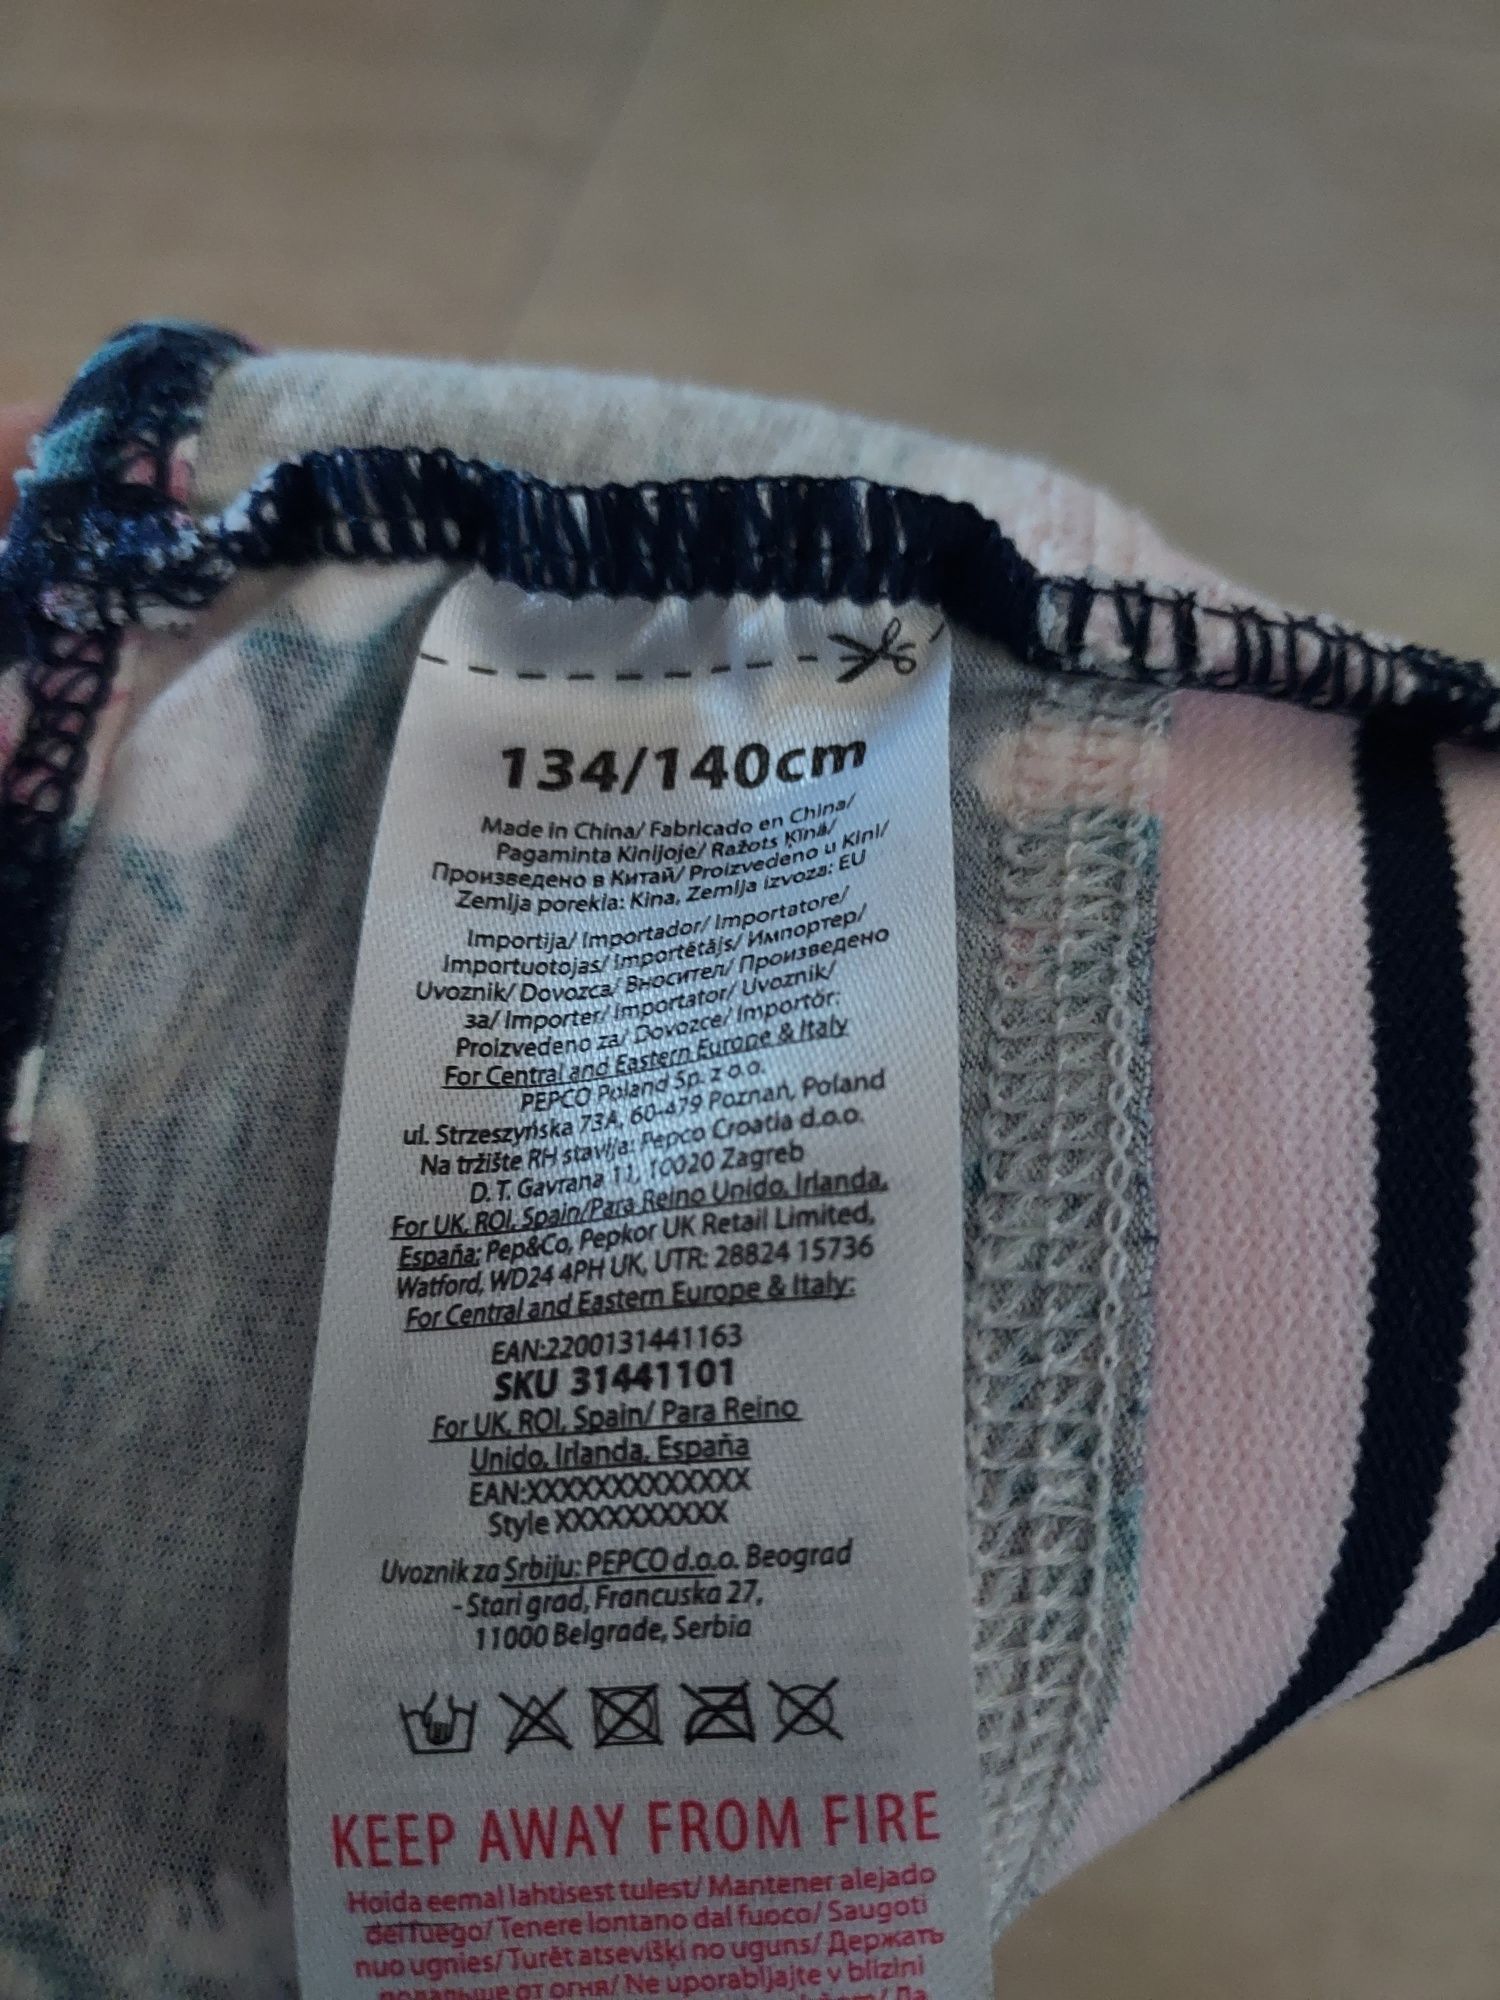 134/140cm
Made in China/ Fabricado en China/
Pagaminta Kinijoje/ Ražots Ķīnā/
Произведено в Китай/ Proizvedeno u Kini/
Zemlja porekla: Kina, Zemlja izvoza: EU
Importija/ Importador/ Importatore/
Importuotojas/ Importētājs/ Импортер/
Uvoznik/ Dovozca/ Вносител/ Произведено
за/ Importer/ Importator/ Uvoznik/
Proizvedeno za/ Dovozce/ Importőr:
For Central and Eastern Europe & Italy
PEPCO Poland Sp. z o.o.
ul. Strzeszyńska 73A, 60-479 Poznań, Poland
Na tržište RH stavlja: Pepco Croatia d.o.o.
D. T. Gavrana 11, 10020 Zagreb
For UK, ROI, Spain/Para Reino Unido, Irlanda,
España: Pep&Co, Pepkor UK Retail Limited,
Watford, WD24 4PH UK, UTR: 28824 15736
For Central and Eastern Europe & Italy:
EAN:2200131441163
SKU 31441101
For UK, ROI, Spain/ Para Reino
Unido, Irlanda, España
EAN:XXXXXXXXXXXXX
Style XXXXXXXXXX
Uvoznik za Srbiju: PEPCO d.o.o. Beograd
- Stari grad, Francuska 27,
11000 Belgrade, Serbia
KEEP AWAY FROM FIRE
Hoida eemal lahtisest tulest/ Mantener alejado
del fuego/ Tenere lontano dal fuoco/ Saugoti
nuo ugnies/ Turēt atsevišķi no uguns/ Держать
подальше от огня/ Ne uporabljajte v bližini